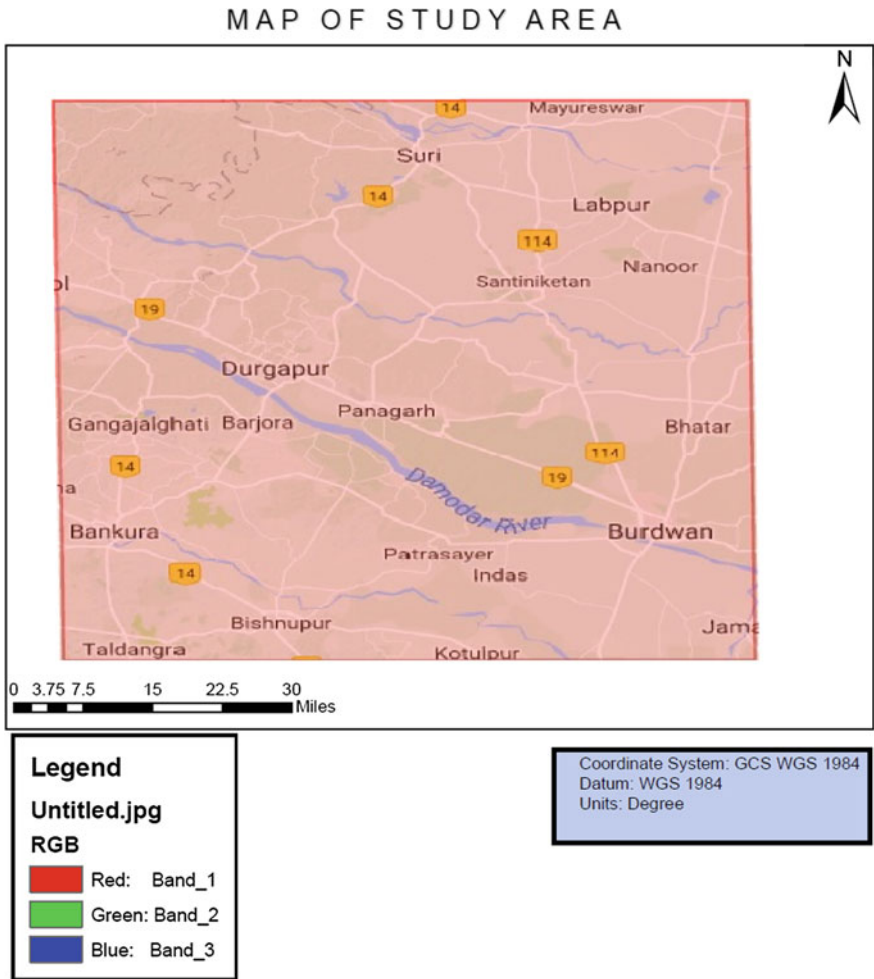 MAP OF STUDY AREA
N
14
Mayureswar
Suri
14
Labpur
114
Nanoor
Santiniketan
ol
19
Durgapur
Panagarh
Gangajalghati
Barjora
Bhatar
114
14
19
na
Damodar River
Bankura
Burdwan
Patrasayer
Indas
14
Bishnupur
Jama
Taldangra
Kotulpur
0 3.75 7.5 15 22.5 30
Miles
Legend
Untitled.jpg
RGB
Red: Band_1
Green: Band_2
Blue: Band_3
Coordinate System: GCS WGS 1984
Datum: WGS 1984
Units: Degree